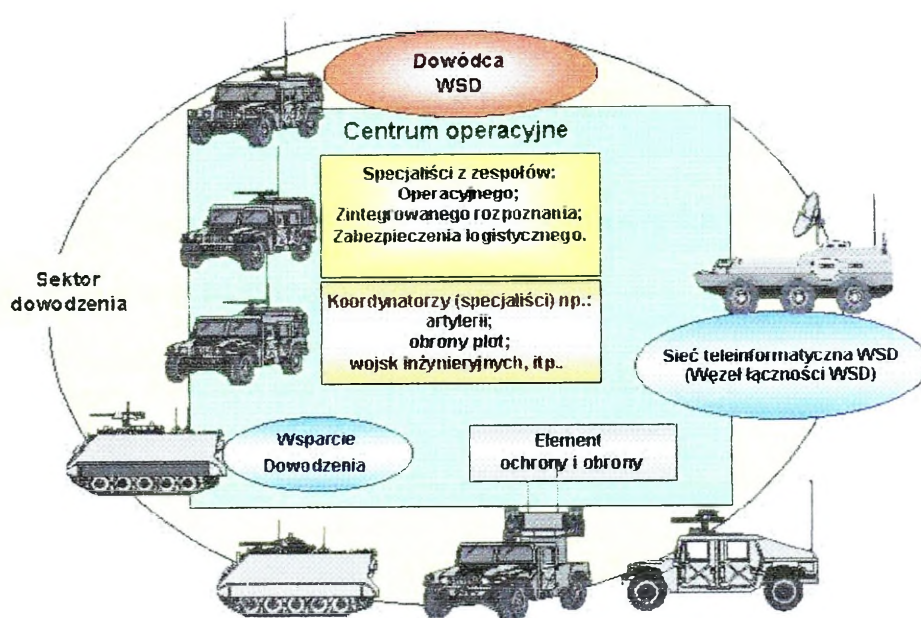 Dowódca
WSD
Centrum operacyjne
Specjaliści z zespołów:
Operacyjnego;
Zintegrowanego rozpoznania;
Zabezpieczenia logistycznego.
Sektor
dowodzenia
Koordynatorzy (specjaliści) np.:
artylerii;
obrony plot;
wojsk inżynieryjnych, itp..
Sieć teleinformatyczna WSD
(Węzeł łączności WSD)
Wsparcie
Dowodzenia
Element
ochrony i obrony